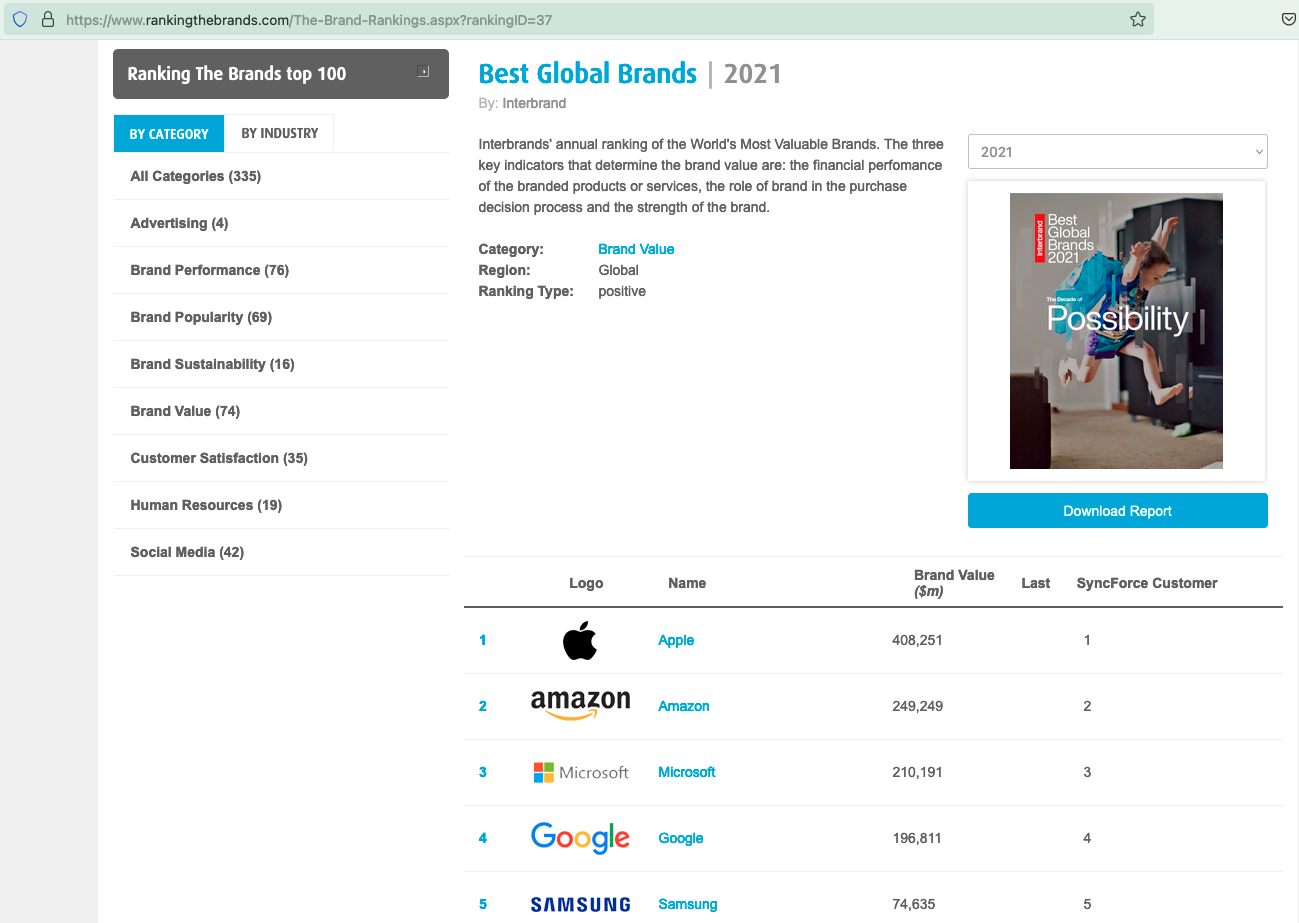 https://www.rankingthebrands.com/The-Brand-Rankings.aspx?rankingID=37
Ranking The Brands top 100
BY CATEGORY
BY INDUSTRY
All Categories (335)
Advertising (4)
Brand Performance (76)
Brand Popularity (69)
Brand Sustainability (16)
Brand Value (74)
Customer Satisfaction (35)
Human Resources (19)
Social Media (42)
Best Global Brands | 2021
By: Interbrand
Interbrands' annual ranking of the World's Most Valuable Brands. The three
key indicators that determine the brand value are: the financial perfomance
of the branded products or services, the role of brand in the purchase
decision process and the strength of the brand.
Category: Brand Value
Region: Global
Ranking Type: positive
2021
Interbrand
Best
Global
Brands
2021
The Decade of
Possibility
Download Report
Logo Name Brand Value ($m) Last SyncForce Customer
1 Apple 408,251 1
2 amazon Amazon 249,249 2
3 Microsoft Microsoft 210,191 3
4 Google Google 196,811 4
5 SAMSUNG Samsung 74,635 5